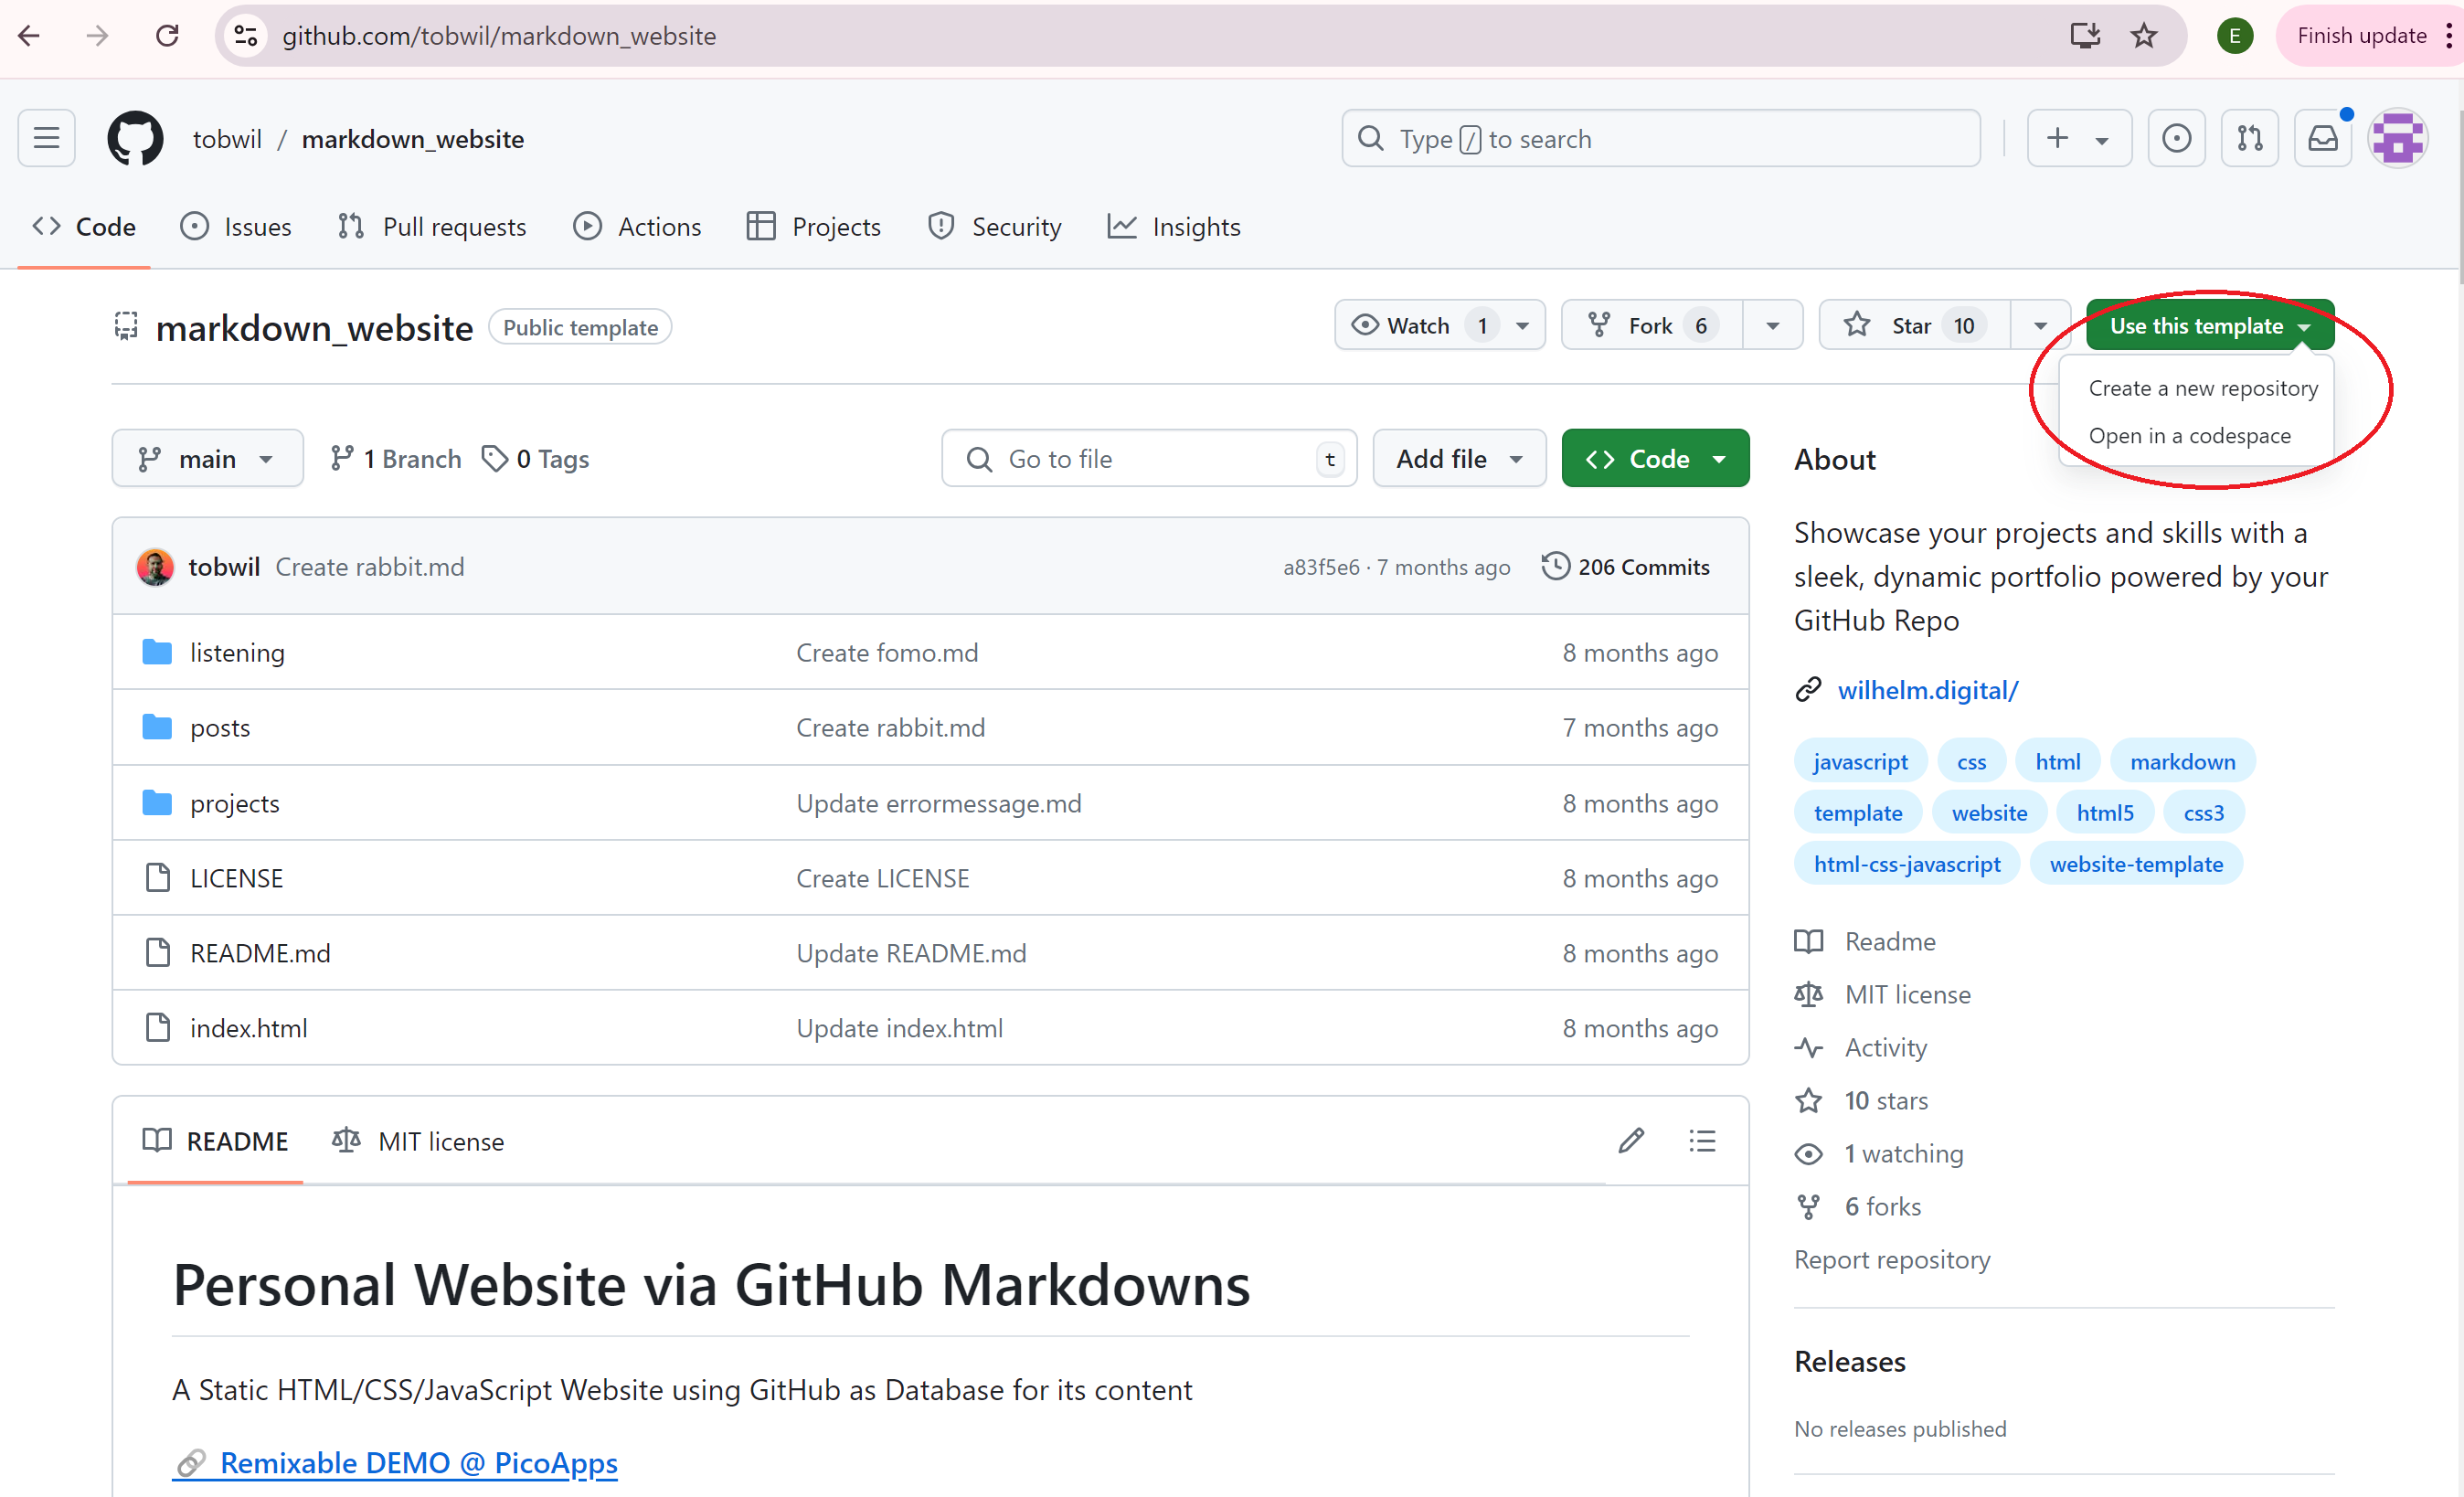 github.com/tobwil/markdown_website
E
Finish update
tobwil / markdown_website
Type / to search
Code
Issues
Pull requests
Actions
Projects
Security
Insights
markdown_website
Public template
Watch 1
Fork 6
Star 10
Use this template
Create a new repository
Open in a codespace
main
1 Branch
0 Tags
Go to file
t
Add file
Code
tobwil Create rabbit.md
a83f5e6 · 7 months ago
206 Commits
listening Create fomo.md 8 months ago
posts Create rabbit.md 7 months ago
projects Update errormessage.md 8 months ago
LICENSE Create LICENSE 8 months ago
README.md Update README.md 8 months ago
index.html Update index.html 8 months ago
README
MIT license
Personal Website via GitHub Markdowns
A Static HTML/CSS/JavaScript Website using GitHub as Database for its content
Remixable DEMO @ PicoApps
About
Showcase your projects and skills with a
sleek, dynamic portfolio powered by your
GitHub Repo
wilhelm.digital/
javascript css html markdown
template website html5 css3
html-css-javascript website-template
Readme
MIT license
Activity
10 stars
1 watching
6 forks
Report repository
Releases
No releases published